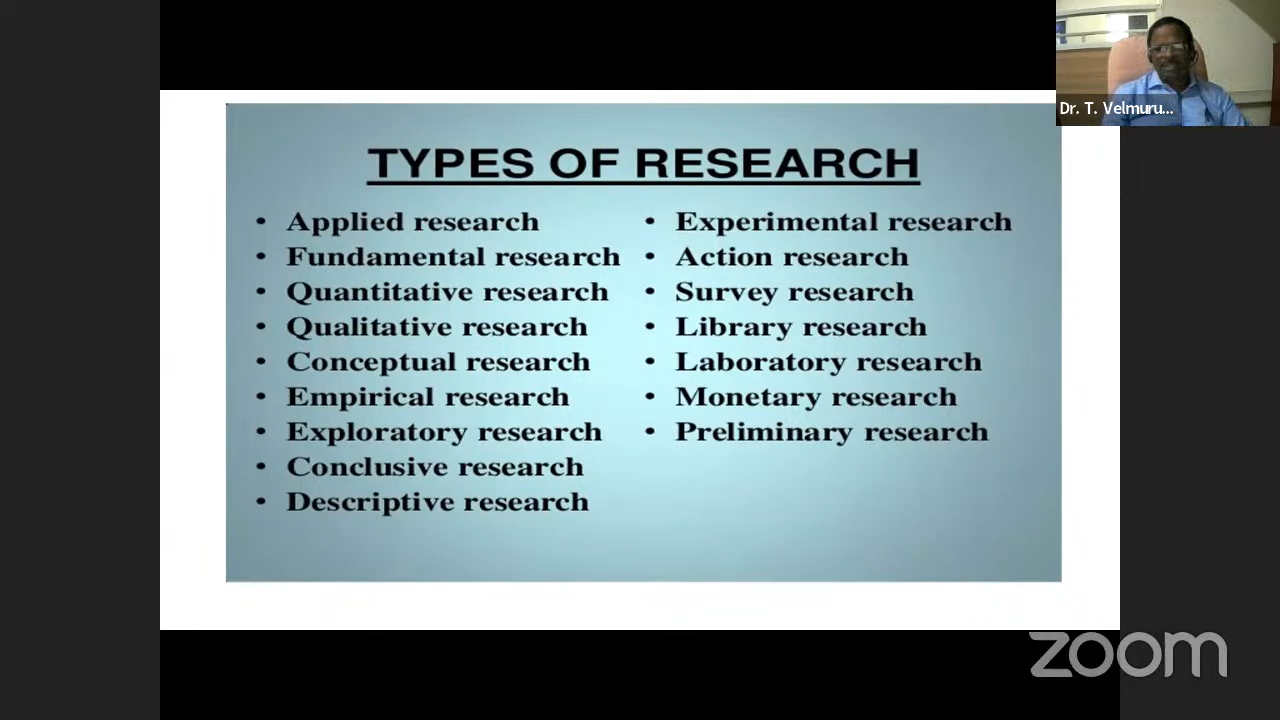 Dr. T. Velmuru...
TYPES OF RESEARCH
• Applied research
• Fundamental research
• Quantitative research
• Qualitative research
• Conceptual research
• Empirical research
• Exploratory research
• Conclusive research
• Descriptive research
• Experimental research
• Action research
• Survey research
• Library research
• Laboratory research
• Monetary research
• Preliminary research
zoom